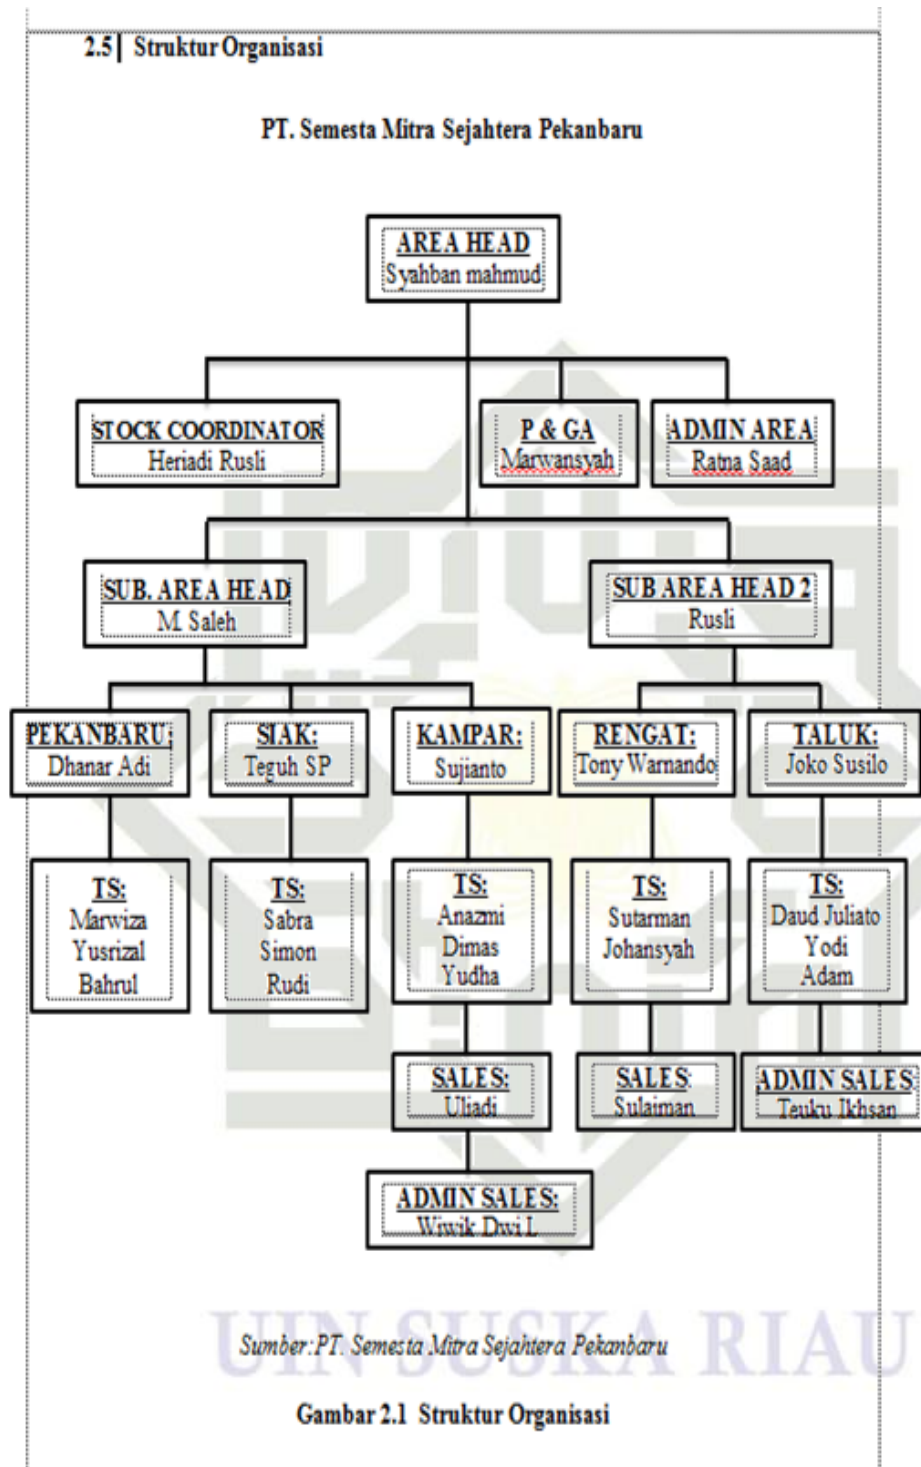 2.5 Struktur Organisasi
PT. Semesta Mitra Sejahtera Pekanbaru
AREA HEAD
Syahban mahmud
STOCK COORDINATOR
Heriadi Rusli
P & GA
Marwansyah
ADMIN AREA
Ratna Saad
SUB. AREA HEAD
M. Saleh
SUB AREA HEAD 2
Rusli
PEKANBARU:
Dhanar Adi
SIAK:
Teguh SP
KAMPAR:
Sujianto
RENGAT:
Tony Warnando
TALUK:
Joko Susilo
TS:
Marwiza
Yusrizal
Bahrul
TS:
Sabra
Simon
Rudi
TS:
Anazmi
Dimas
Yudha
TS:
Sutarman
Johansyah
TS:
Daud Juliato
Yodi
Adam
SALES:
Uliadi
SALES:
Sulaiman
ADMIN SALES:
Teuku Ikhsan
ADMIN SALES:
Wiwik Dwi L
UIN SUSKA RIAU
Sumber:PT. Semesta Mitra Sejahtera Pekanbaru
Gambar 2.1 Struktur Organisasi